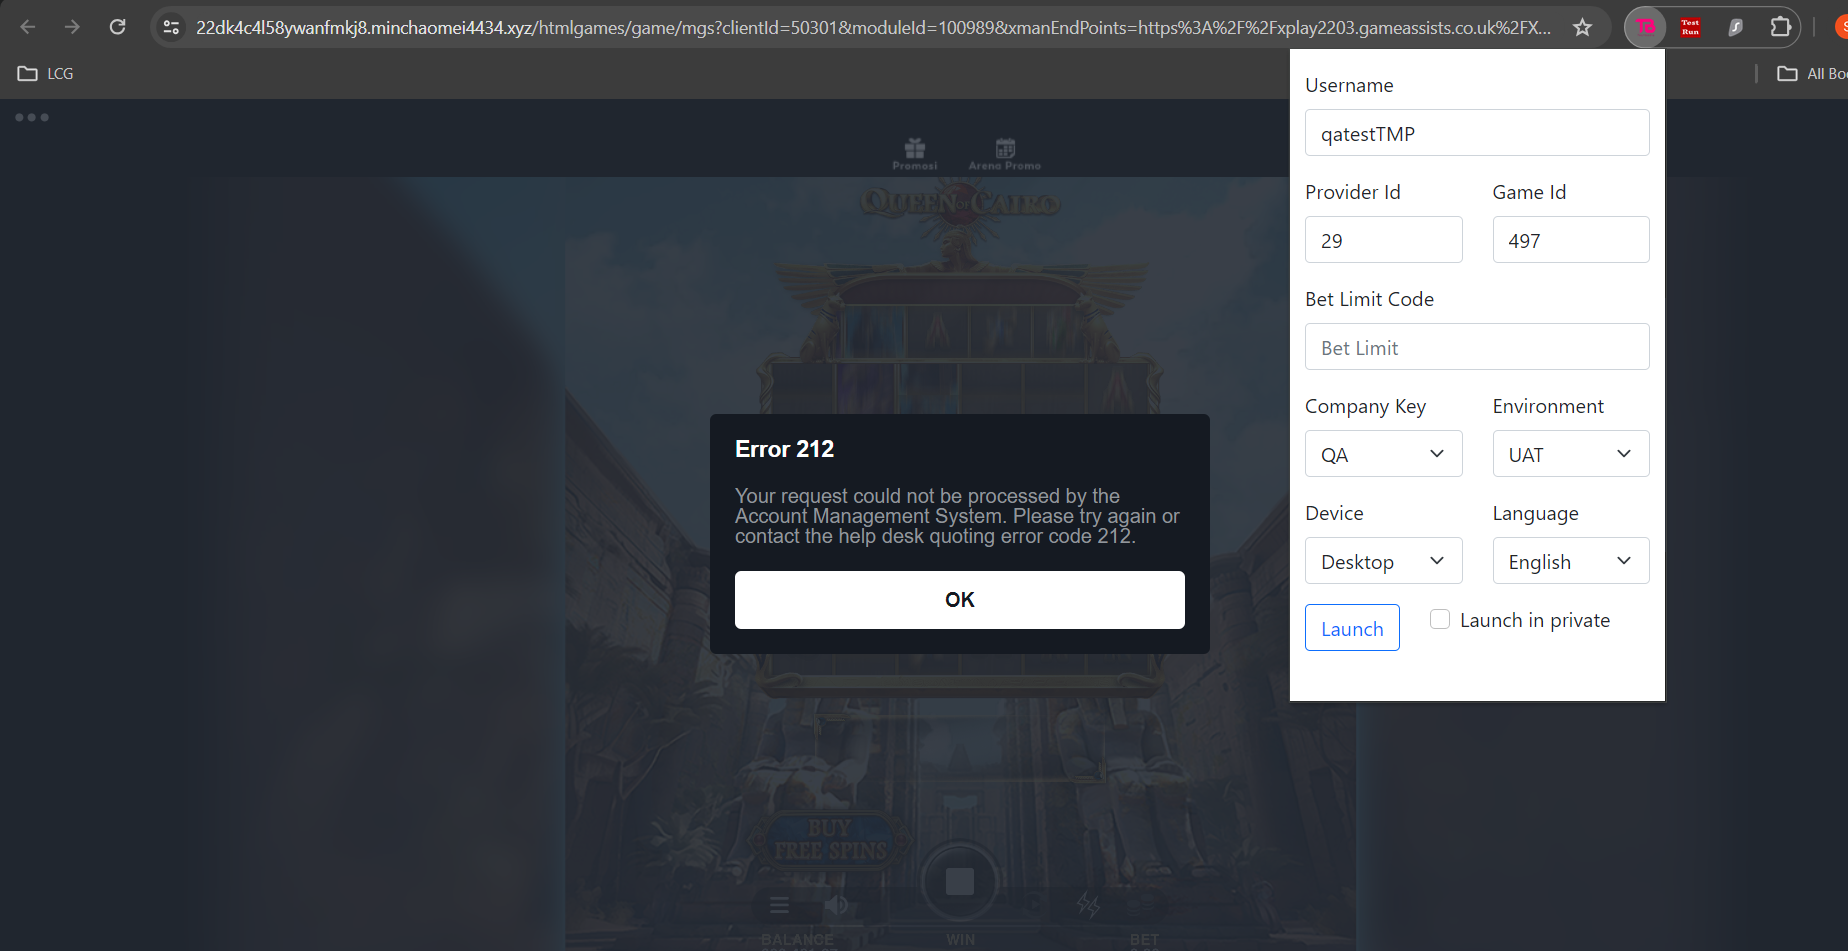 22dk4c4l58ywanfmkj8.minchaomei4434.xyz/htmlgames/game/mgs?clientId=50301&moduleId=100989&xmanEndPoints=https%3A%2F%2Fxplay2203.gameassists.co.uk%2FX...
TB
Test
Run
LCG
All Boo
Promosi
Arena Promo
QUEEN OF CAIRO
Error 212
Your request could not be processed by the
Account Management System. Please try again or
contact the help desk quoting error code 212.
OK
BUY
FREE SPINS
BALANCE
WIN
BET
Username
qatestTMP
Provider Id
Game Id
29
497
Bet Limit Code
Bet Limit
Company Key
Environment
QA
UAT
Device
Language
Desktop
English
Launch
Launch in private